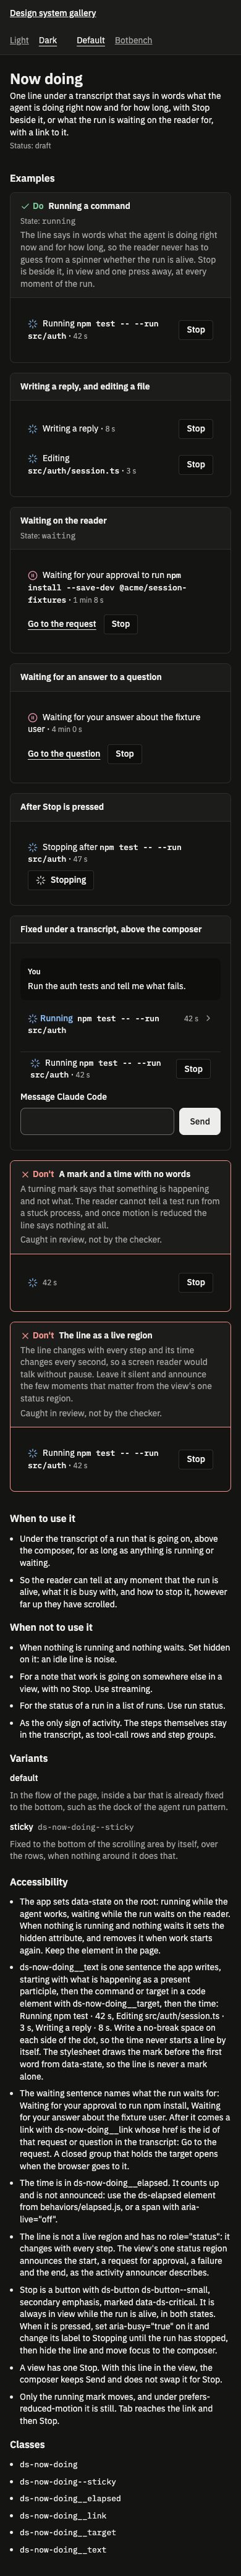 Design system gallery
Light Dark Default Botbench
Now doing
One line under a transcript that says in words what the
agent is doing right now and for how long, with Stop
beside it, or what the run is waiting on the reader for,
with a link to it.
Status: draft
Examples
Do Running a command
State: running
The line says in words what the agent is doing right
now and for how long, so the reader never has to
guess from a spinner whether the run is alive. Stop
is beside it, in view and one press away, at every
moment of the run.
Running npm test -- --run
src/auth · 42 s
Stop
Writing a reply, and editing a file
Writing a reply · 8 s
Stop
Editing
src/auth/session.ts · 3 s
Stop
Waiting on the reader
State: waiting
Waiting for your approval to run npm
install --save-dev @acme/session-
fixtures · 1 min 8 s
Go to the request Stop
Waiting for an answer to a question
Waiting for your answer about the fixture
user · 4 min 0 s
Go to the question Stop
After Stop is pressed
Stopping after npm test -- --run
src/auth · 47 s
Stopping
Fixed under a transcript, above the composer
You
Run the auth tests and tell me what fails.
Running npm test -- --run
src/auth
42 s
Running npm test -- --run
src/auth · 42 s
Stop
Message Claude Code
Send
Don't A mark and a time with no words
A turning mark says that something is happening
and not what. The reader cannot tell a test run from
a stuck process, and once motion is reduced the
line says nothing at all.
Caught in review, not by the checker.
42 s
Stop
Don't The line as a live region
The line changes with every step and its time
changes every second, so a screen reader would
talk without pause. Leave it silent and announce
the few moments that matter from the view's one
status region.
Caught in review, not by the checker.
Running npm test -- --run
src/auth · 42 s
Stop
When to use it
• Under the transcript of a run that is going on, above
the composer, for as long as anything is running or
waiting.
• So the reader can tell at any moment that the run is
alive, what it is busy with, and how to stop it, however
far up they have scrolled.
When not to use it
• When nothing is running and nothing waits. Set hidden
on it: an idle line is noise.
• For a note that work is going on somewhere else in a
view, with no Stop. Use streaming.
• For the status of a run in a list of runs. Use run status.
• As the only sign of activity. The steps themselves stay
in the transcript, as tool-call rows and step groups.
Variants
default
In the flow of the page, inside a bar that is already fixed
to the bottom, such as the dock of the agent run pattern.
sticky ds-now-doing--sticky
Fixed to the bottom of the scrolling area by itself, over
the rows, when nothing around it does that.
Accessibility
• The app sets data-state on the root: running while the
agent works, waiting while the run waits on the reader.
When nothing is running and nothing waits it sets the
hidden attribute, and removes it when work starts
again. Keep the element in the page.
• ds-now-doing__text is one sentence the app writes,
starting with what is happening as a present
participle, then the command or target in a code
element with ds-now-doing__target, then the time:
Running npm test · 42 s, Editing src/auth/session.ts ·
3 s, Writing a reply · 8 s. Write a no-break space on
each side of the dot, so the time never starts a line by
itself. The stylesheet draws the mark before the first
word from data-state, so the line is never a mark
alone.
• The waiting sentence names what the run waits for:
Waiting for your approval to run npm install, Waiting
for your answer about the fixture user. After it comes a
link with ds-now-doing__link whose href is the id of
that request or question in the transcript: Go to the
request. A closed group that holds the target opens
when the browser goes to it.
• The time is in ds-now-doing__elapsed. It counts up
and is not announced: use the ds-elapsed element
from behaviors/elapsed.js, or a span with aria-
live="off".
• The line is not a live region and has no role="status": it
changes with every step. The view's one status region
announces the start, a request for approval, a failure
and the end, as the activity announcer describes.
• Stop is a button with ds-button ds-button--small,
secondary emphasis, marked data-ds-critical. It is
always in view while the run is alive, in both states.
When it is pressed, set aria-busy="true" on it and
change its label to Stopping until the run has stopped,
then hide the line and move focus to the composer.
• A view has one Stop. With this line in the view, the
composer keeps Send and does not swap it for Stop.
• Only the running mark moves, and under prefers-
reduced-motion it is still. Tab reaches the link and
then Stop.
Classes
• ds-now-doing
• ds-now-doing--sticky
• ds-now-doing__elapsed
• ds-now-doing__link
• ds-now-doing__target
• ds-now-doing__text